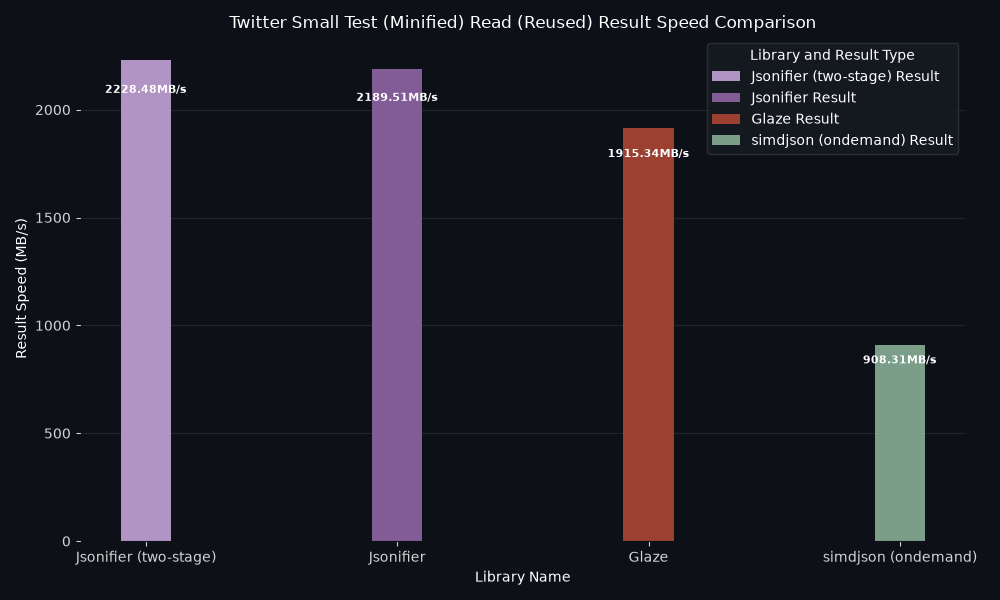 Twitter Small Test (Minified) Read (Reused) Result Speed Comparison
Library and Result Type
Jsonifier (two-stage) Result
Jsonifier Result
Glaze Result
simdjson (ondemand) Result
2228.48MB/s
2189.51MB/s
1915.34MB/s
908.31MB/s
Result Speed (MB/s)
2000
1500
1000
500
0
Jsonifier (two-stage)
Jsonifier
Glaze
simdjson (ondemand)
Library Name